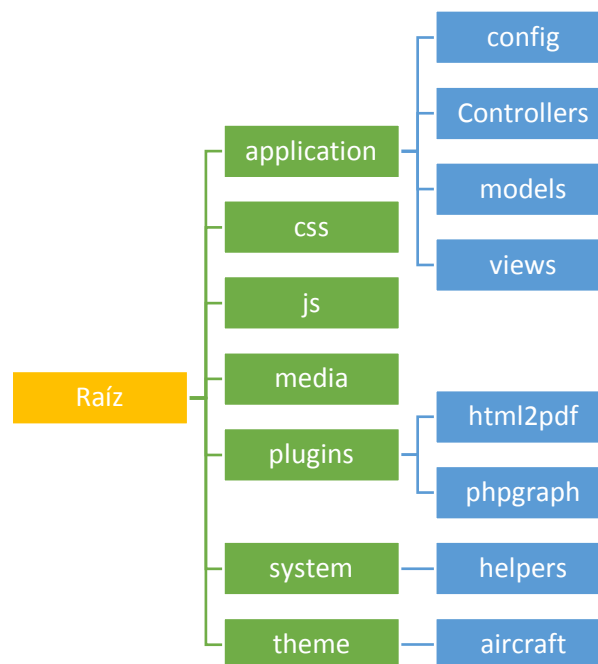 config
Controllers
application
models
css
views
js
media
Raíz
html2pdf
plugins
phpgraph
system
helpers
theme
aircraft